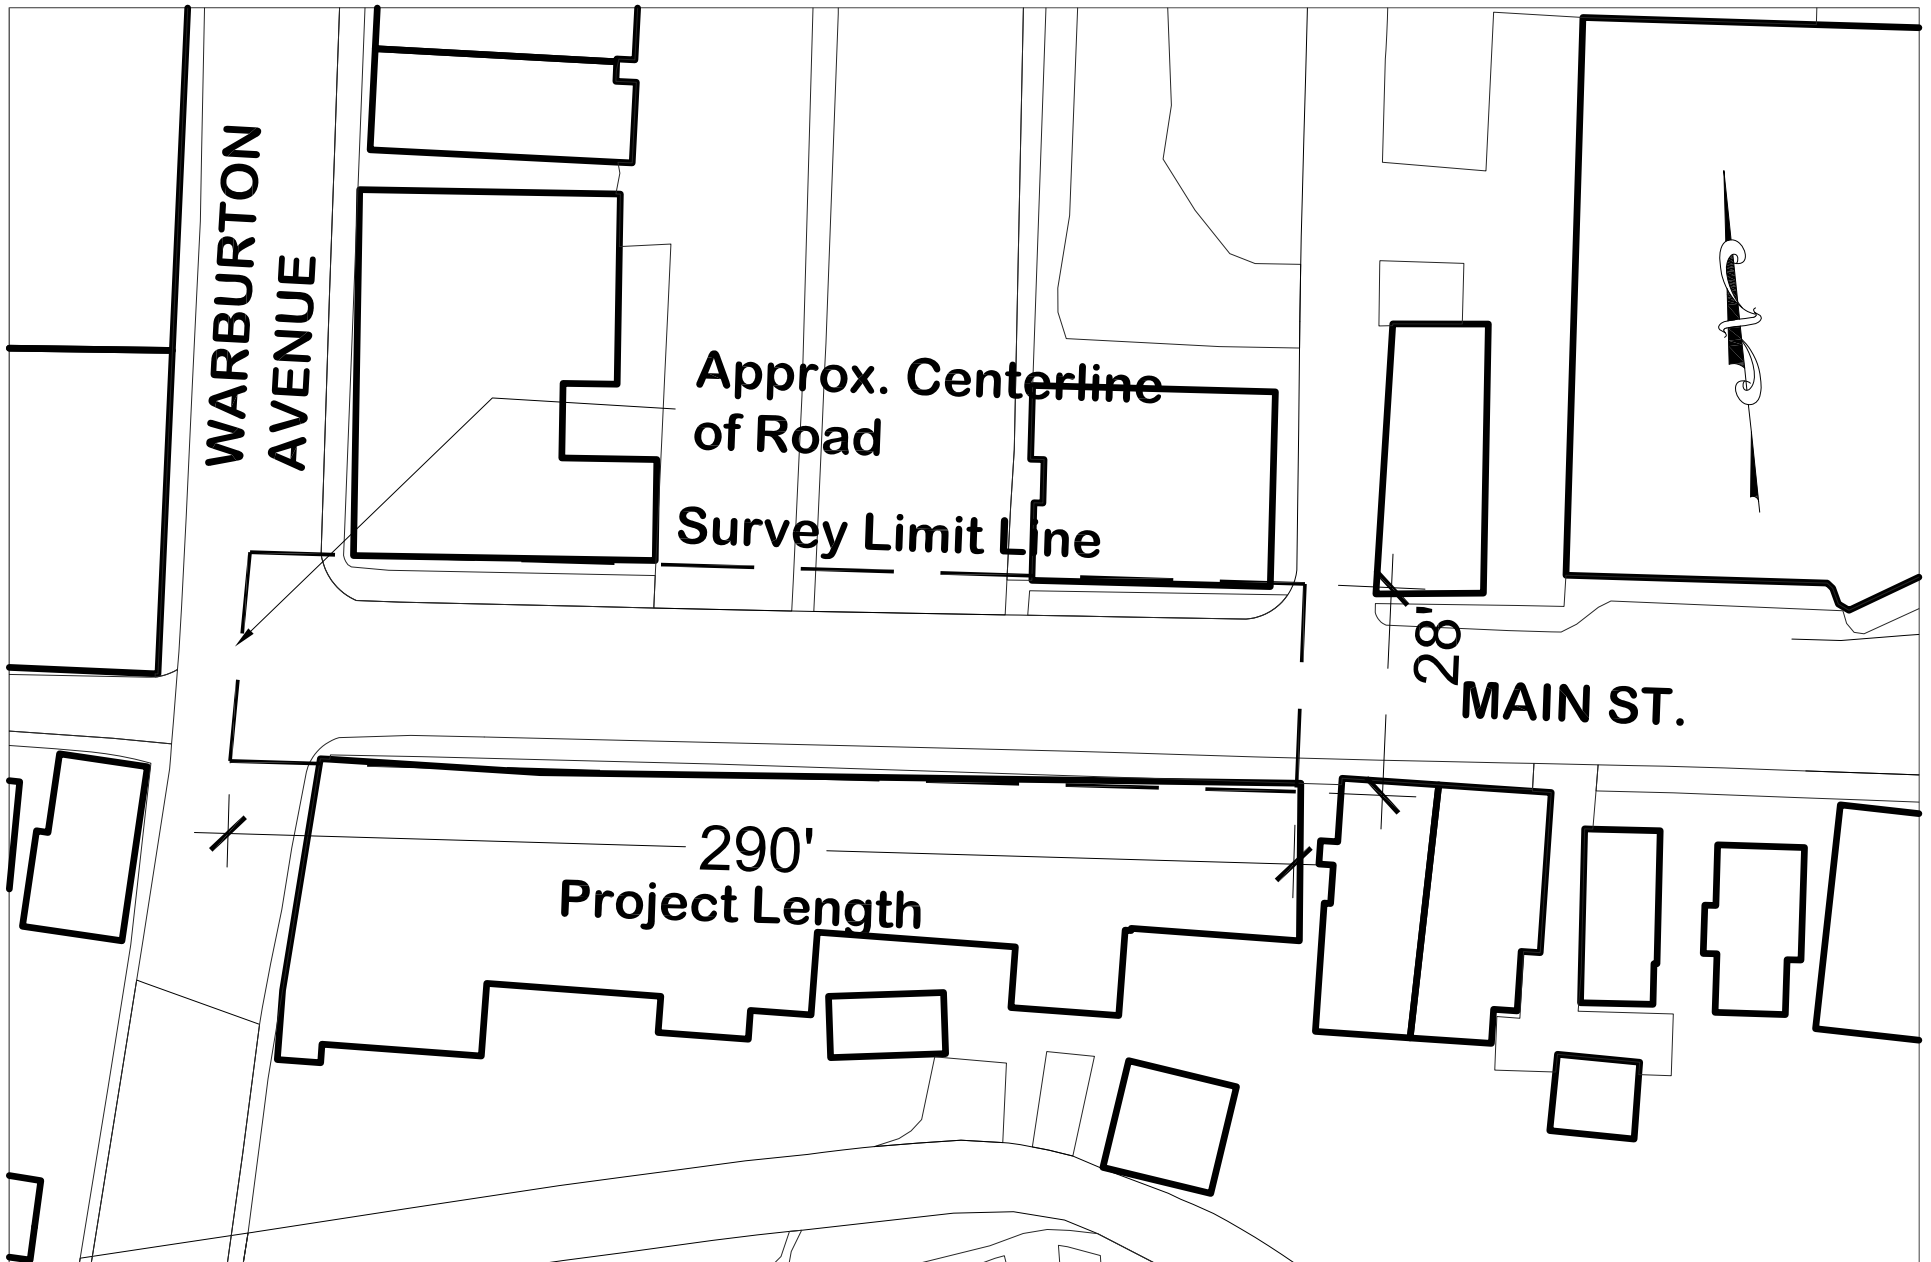 WARBURTON
AVENUE
Approx. Centerline
of Road
Survey Limit Line
28'
MAIN ST.
290'
Project Length